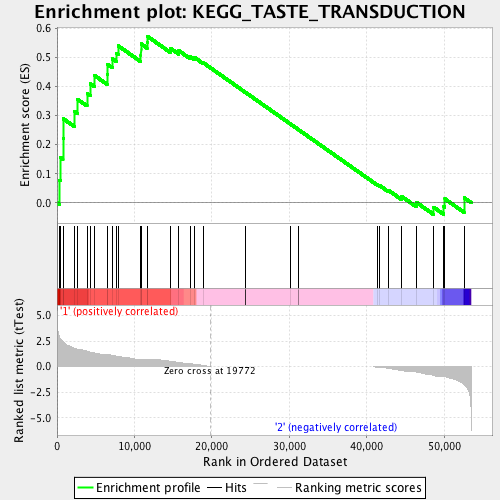 Enrichment plot: KEGG_TASTE_TRANSDUCTION
Enrichment score (ES)
0.6
0.5
0.4
0.3
0.2
0.1
0.0
'1' (positively correlated)
Ranked list metric (tTest)
5.0
2.5
0.0
-2.5
-5.0
Zero cross at 19772
'2' (negatively correlated)
0
10,000
20,000
30,000
40,000
50,000
Rank in Ordered Dataset
Enrichment profile
Hits
Ranking metric scores